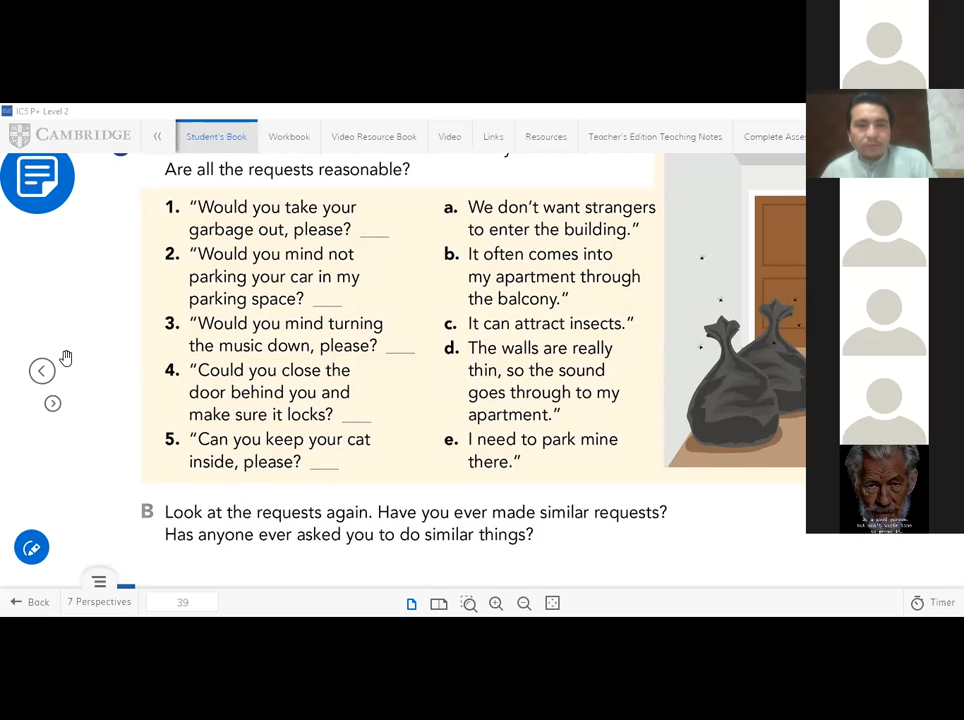 IC5 P+ Level 2
CAMBRIDGE
Student's Book
Workbook
Video Resource Book
Video
Links
Resources
Teacher's Edition Teaching Notes
Complete Asses
Are all the requests reasonable?
1. "Would you take your
garbage out, please? ____
2. "Would you mind not
parking your car in my
parking space? ____
3. "Would you mind turning
the music down, please? ____
4. "Could you close the
door behind you and
make sure it locks? ____
5. "Can you keep your cat
inside, please? ____
a. We don't want strangers
to enter the building."
b. It often comes into
my apartment through
the balcony."
c. It can attract insects."
d. The walls are really
thin, so the sound
goes through to my
apartment."
e. I need to park mine
there."
B Look at the requests again. Have you ever made similar requests?
Has anyone ever asked you to do similar things?
Back
7 Perspectives
39
Timer